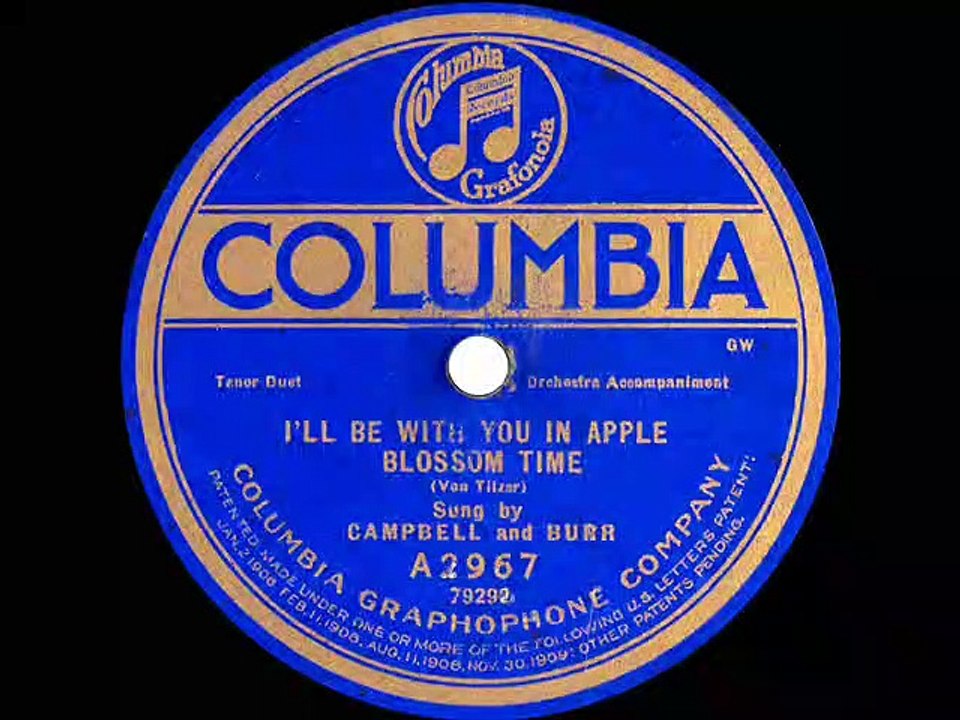 Columbia
Columbia
Records
Grafonola
COLUMBIA
GW
Tenor Duet
Orchestra Accompaniment
I'LL BE WITH YOU IN APPLE
BLOSSOM TIME
(Von Tilzer)
Sung by
CAMPBELL and BURR
A2967
79292
COLUMBIA GRAPHOPHONE COMPANY
PATENTED MADE UNDER ONE OR MORE OF THE FOLLOWING U.S. LETTERS PATENT:
JAN. 21, 1908, FEB. 11, 1908, AUG. 11, 1908, NOV. 30, 1909; OTHER PATENTS PENDING.